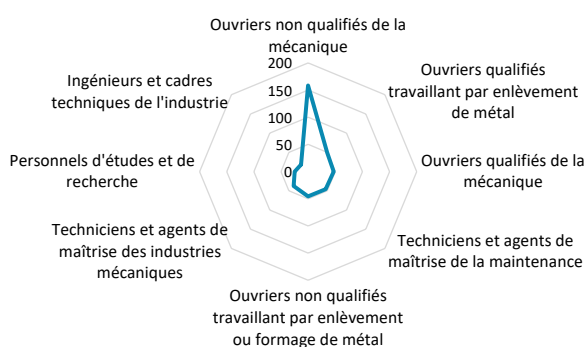 Ouvriers non qualifiés de la
mécanique
200
150
100
50
0
Ouvriers qualifiés
travaillant par enlèvement
de métal
Ouvriers qualifiés de la
mécanique
Techniciens et agents de
maîtrise de la maintenance
Ouvriers non qualifiés
travaillant par enlèvement
ou formage de métal
Techniciens et agents de
maîtrise des industries
mécaniques
Personnels d'études et de
recherche
Ingénieurs et cadres
techniques de l'industrie